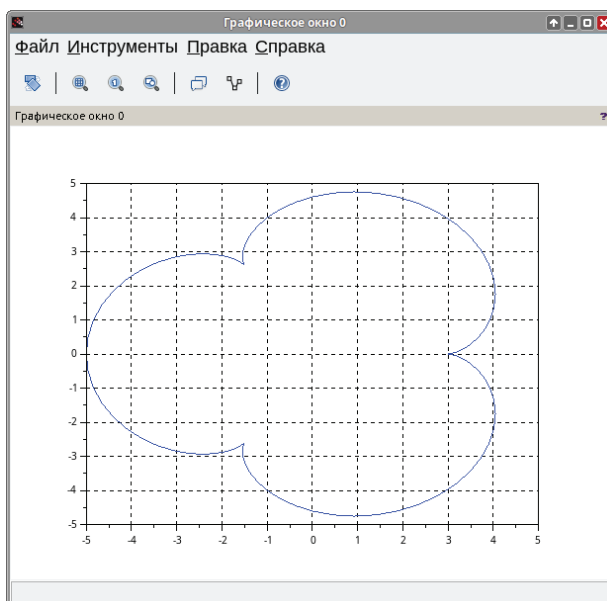 Графическое окно 0
Файл Инструменты Правка Справка
Графическое окно 0 ?
5
4
3
2
1
0
-1
-2
-3
-4
-5
-5 -4 -3 -2 -1 0 1 2 3 4 5